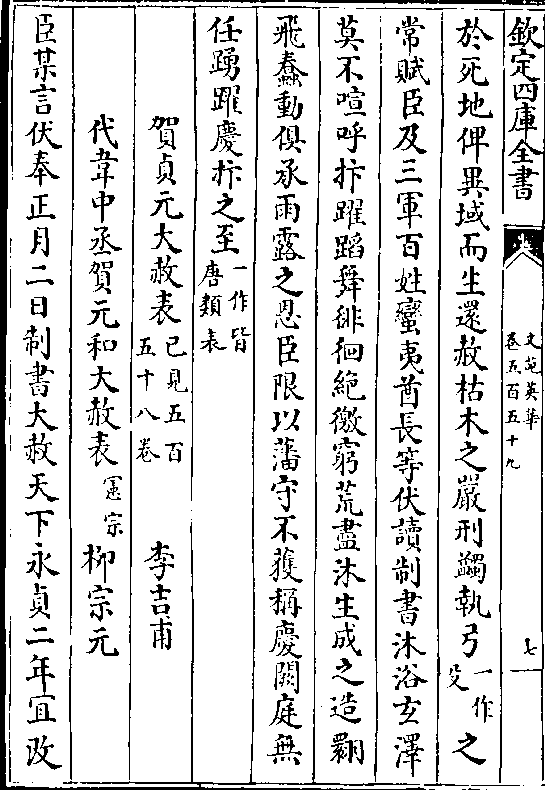 欽定四庫全書
文苑英華
卷五百五十九
七
於死地俾異域而生還赦枯木之嚴刑蠲執弓一作殳之
常賦臣及三軍百姓蠻夷酋長等伏讀制書沐浴玄澤
莫不喧呼抃躍蹈舞徘徊絶徼窮荒盡沐生成之造翾
飛蠢動俱承雨露之恩臣限以藩守不獲稱慶闕庭無
任踴躍慶抃之至一作皆唐類表
賀貞元大赦表已見五百五十八卷 李吉甫
代韋中丞賀元和大赦表憲宗 柳宗元
臣某言伏奉正月二日制書大赦天下永貞二年宜改